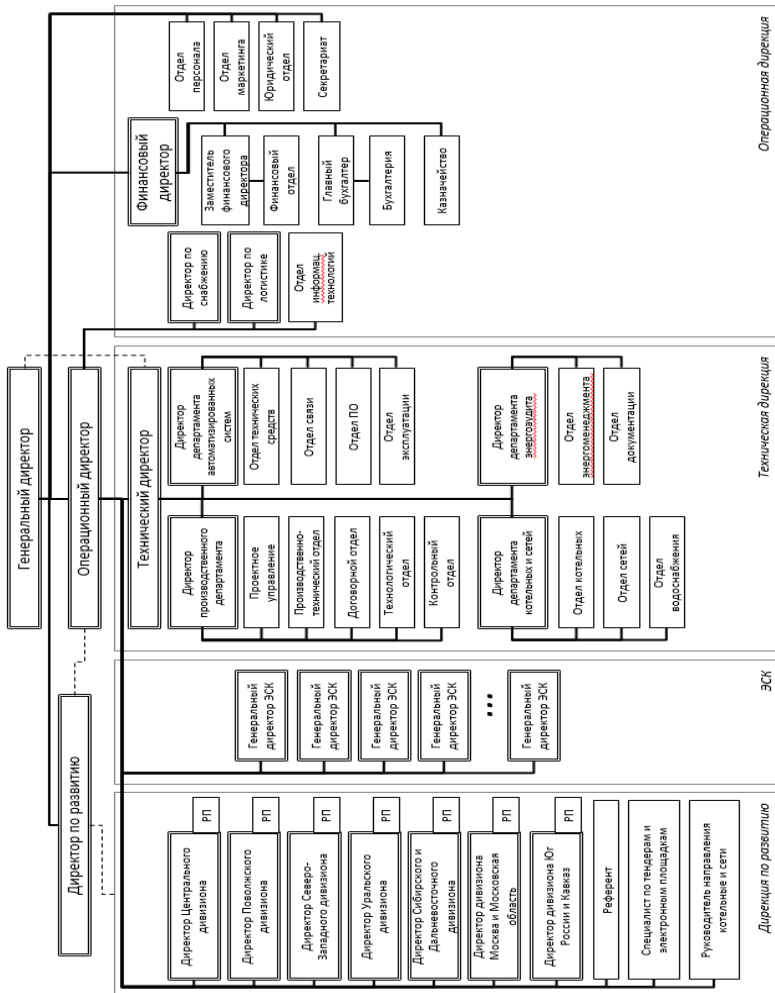 Генеральный директор
Директор по развитию
Операционный директор
Директор Центрального
дивизиона
РП
Директор Поволжского
дивизиона
РП
Директор Северо-
Западного дивизиона
РП
Директор Уральского
дивизиона
РП
Директор Сибирского и
Дальневосточного
дивизиона
РП
Директор дивизиона
Москва и Московская
область
РП
Директор дивизиона Юг
России и Кавказ
РП
Референт
Специалист по тендерам и
электронным площадкам
Руководитель направления
котельные и сети
Дирекция по развитию
Генеральный
директор ЭСК
Генеральный
директор ЭСК
Генеральный
директор ЭСК
Генеральный
директор ЭСК
...
Генеральный
директор ЭСК
ЭСК
Технический директор
Директор
производственного
департамента
Проектное
управление
Производственно-
технический отдел
Договорной отдел
Технологический
отдел
Контрольный
отдел
Директор
департамента
автоматизированных
систем
Отдел технических
средств
Отдел связи
Отдел ПО
Отдел
эксплуатации
Директор
департамента
котельных и сетей
Отдел котельных
Отдел сетей
Отдел
водоснабжения
Директор
департамента
энергоаудита
Отдел
энергоменеджмента
Отдел
документации
Техническая дирекция
Директор по
снабжению
Директор по
логистике
Отдел
информац.
технологии
Финансовый
директор
Заместитель
финансового
директора
Финансовый
отдел
Главный
бухгалтер
Бухгалтерия
Казначейство
Отдел
персонала
Отдел
маркетинга
Юридический
отдел
Секретариат
Операционная дирекция